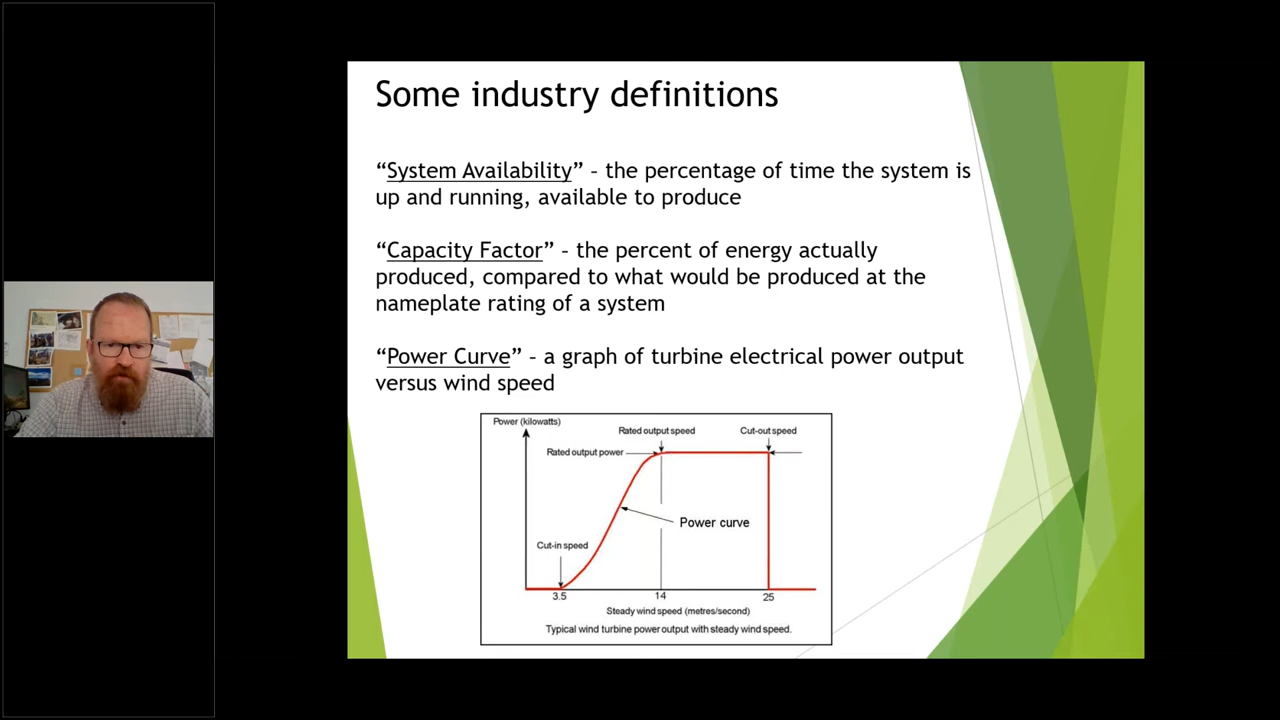 Some industry definitions
“System Availability” – the percentage of time the system is
up and running, available to produce
“Capacity Factor” – the percent of energy actually
produced, compared to what would be produced at the
nameplate rating of a system
“Power Curve” – a graph of turbine electrical power output
versus wind speed
Power (kilowatts)
Rated output speed
Cut-out speed
Rated output power
Power curve
Cut-in speed
3.5
14
25
Steady wind speed (metres/second)
Typical wind turbine power output with steady wind speed.